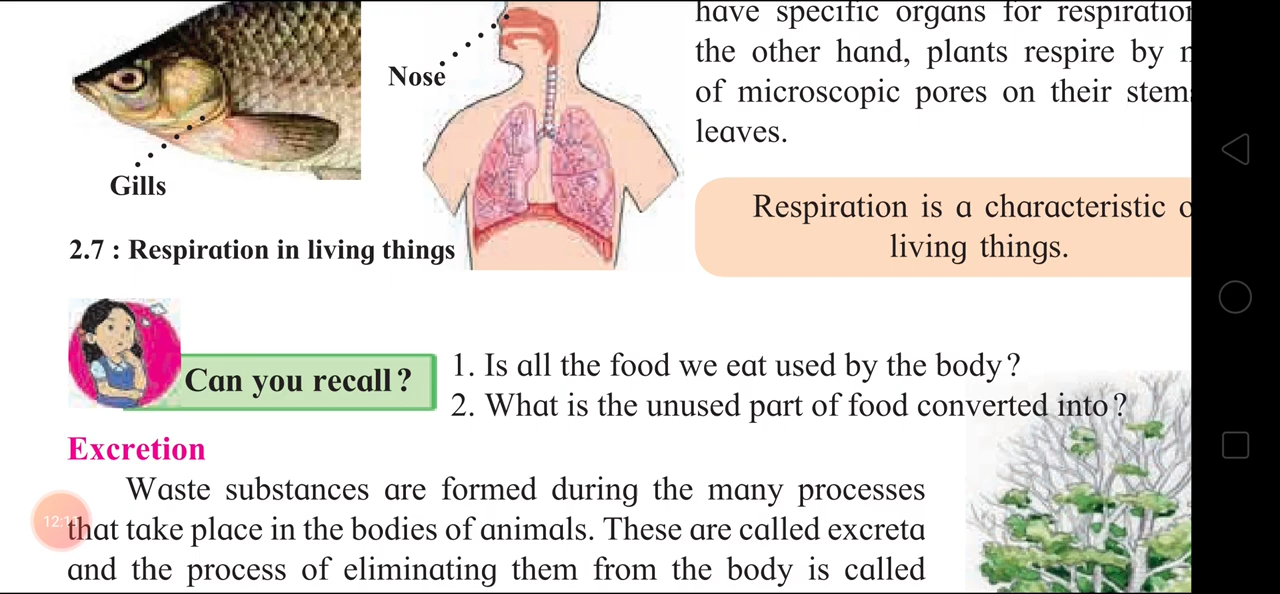 have specific organs for
the other hand, plants respire by
of microscopic pores on their
leaves.
Nose
Gills
2.7 : Respiration in living things
Respiration is a characteristic
living things.
Can you recall ?
1. Is all the food we eat used by the body ?
2. What is the unused part of food converted into ?
Excretion
Waste substances are formed during the many processes
that take place in the bodies of animals. These are called excreta
and the process of eliminating them from the body is called